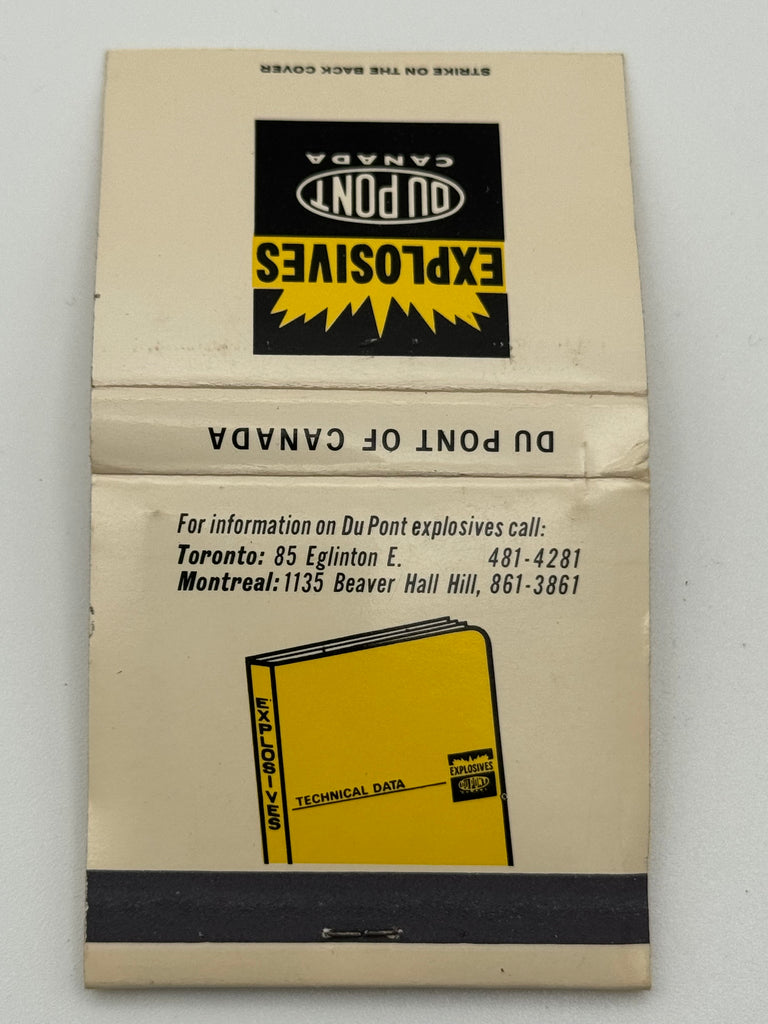 STRIKE ON THE BACK COVER
CANADA
DU PONT
EXPLOSIVES
DU PONT OF CANADA
For information on Du Pont explosives call:
Toronto: 85 Eglinton E. 481-4281
Montreal: 1135 Beaver Hall Hill, 861-3861
EXPLOSIVES
TECHNICAL DATA
EXPLOSIVES
DU PONT